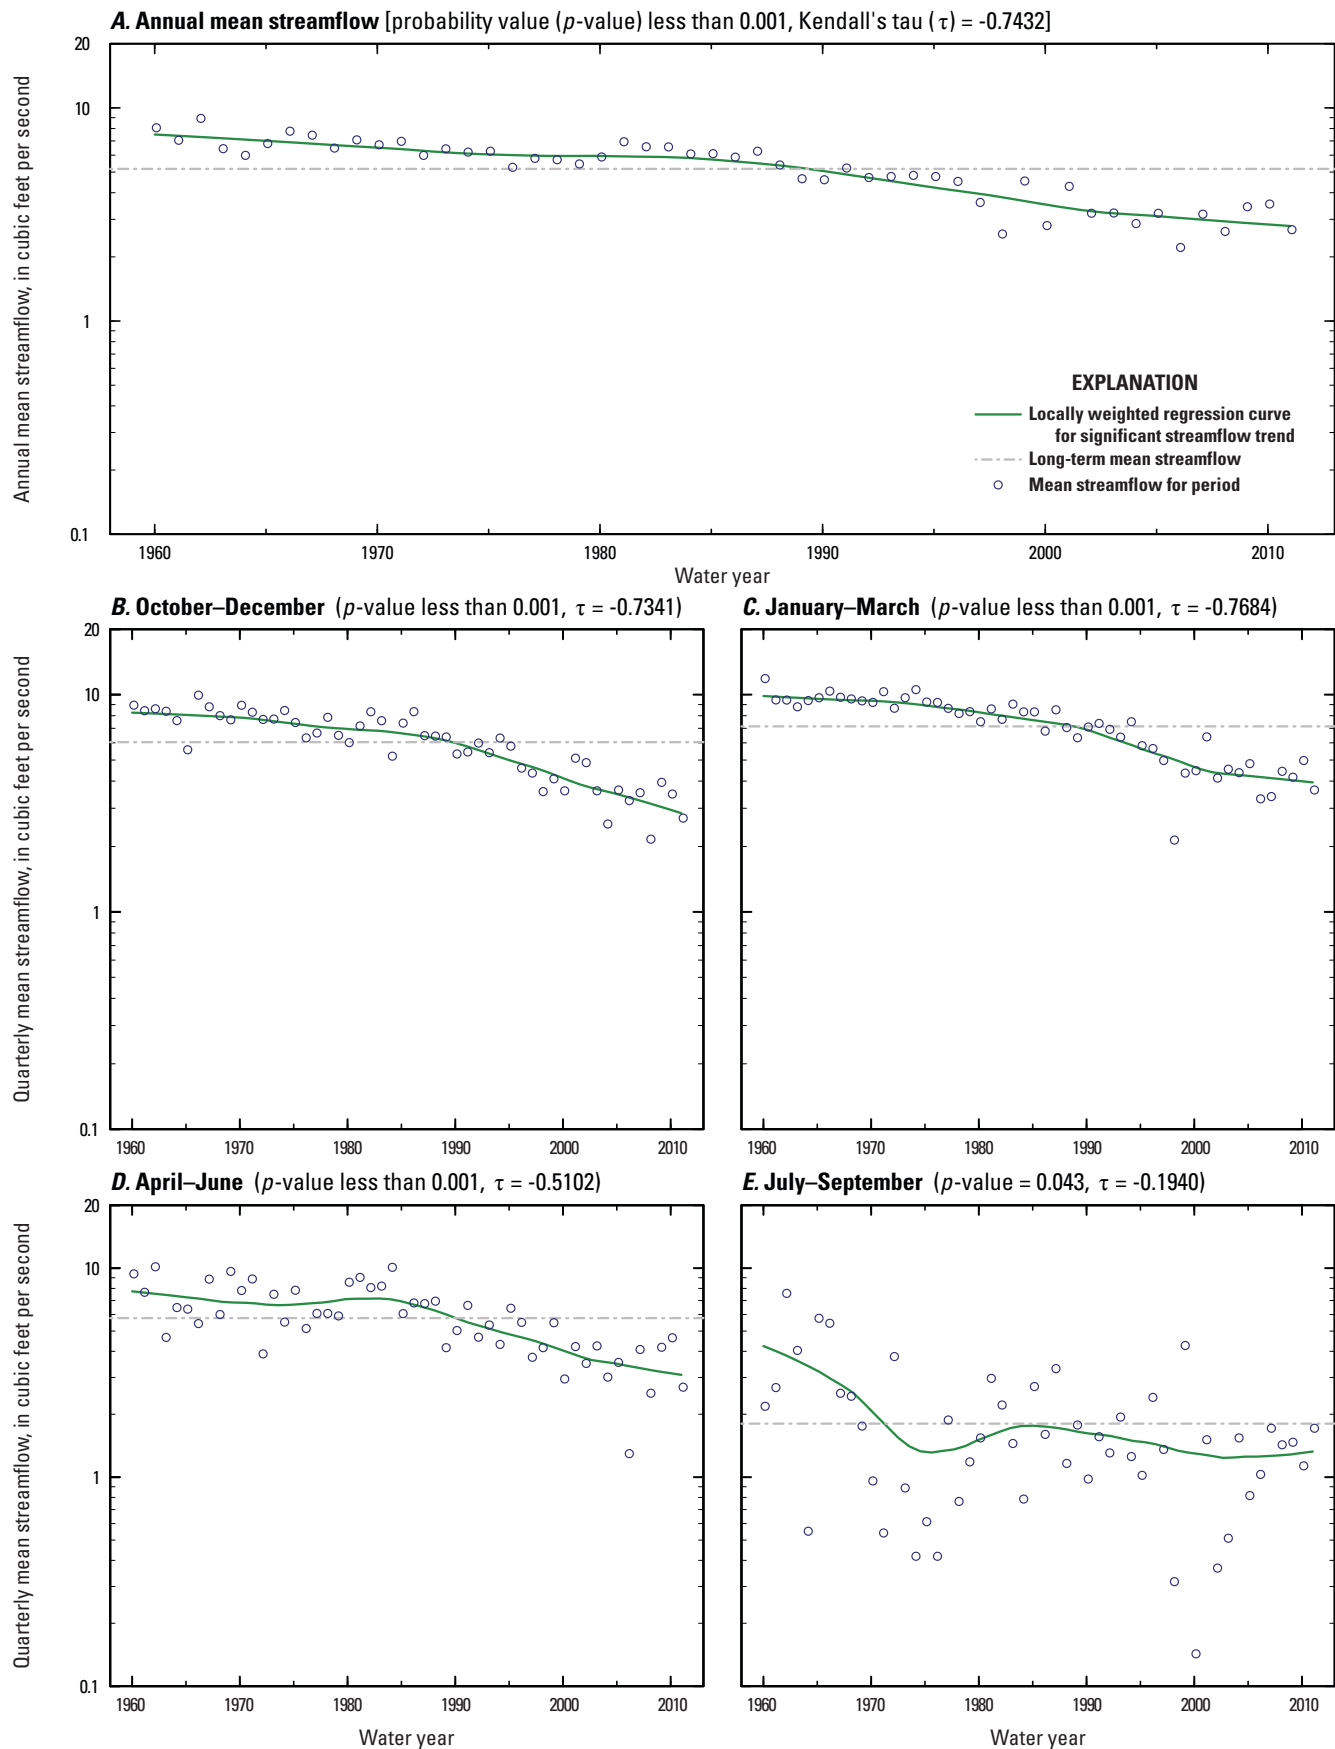 A. Annual mean streamflow [probability value (p-value) less than 0.001, Kendall's tau (τ) = -0.7432]
Annual mean streamflow, in cubic feet per second
20
10
1
0.1
EXPLANATION
Locally weighted regression curve
for significant streamflow trend
Long-term mean streamflow
Mean streamflow for period
1960 1970 1980 1990 2000 2010
Water year
B. October–December (p-value less than 0.001, τ = -0.7341)
Quarterly mean streamflow, in cubic feet per second
20
10
1
0.1
1960 1970 1980 1990 2000 2010
C. January–March (p-value less than 0.001, τ = -0.7684)
1960 1970 1980 1990 2000 2010
D. April–June (p-value less than 0.001, τ = -0.5102)
Quarterly mean streamflow, in cubic feet per second
20
10
1
0.1
1960 1970 1980 1990 2000 2010
Water year
E. July–September (p-value = 0.043, τ = -0.1940)
1960 1970 1980 1990 2000 2010
Water year